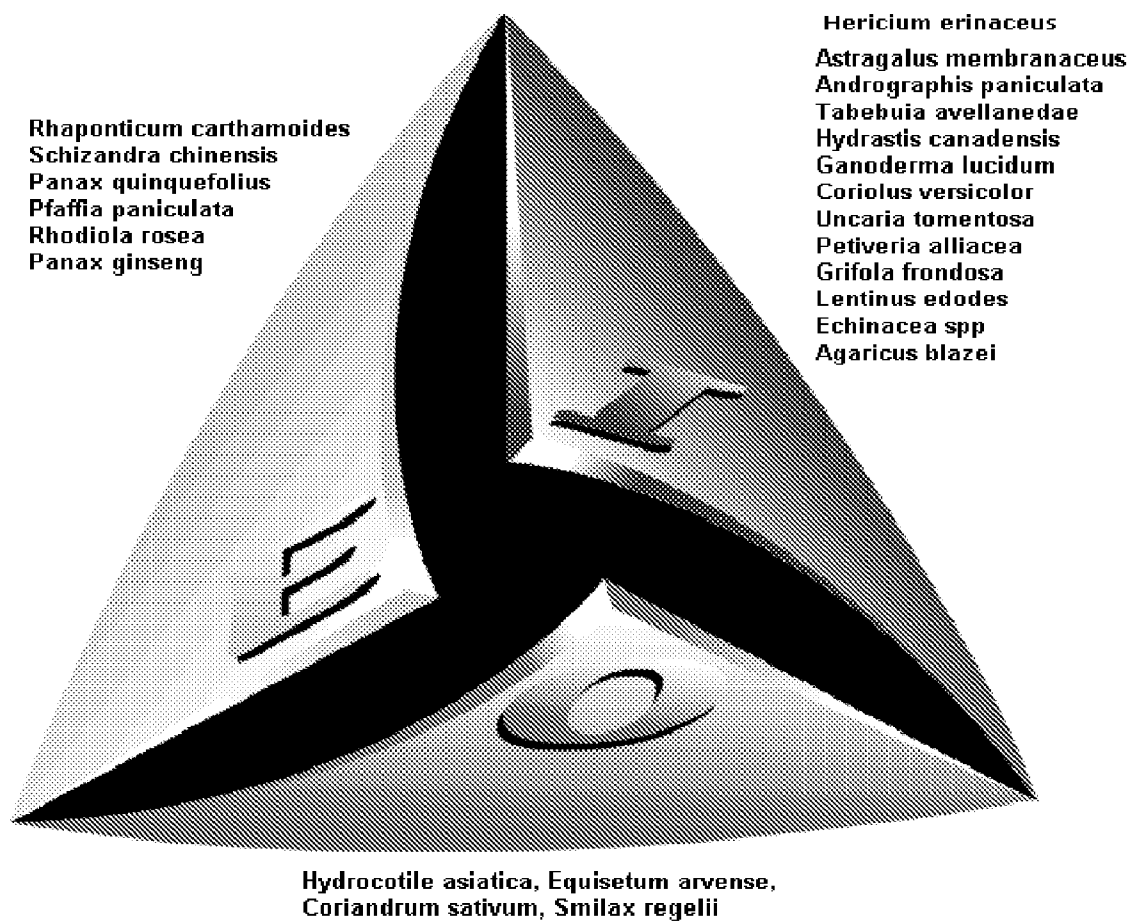 Rhaponticum carthamoides
Schizandra chinensis
Panax quinquefolius
Pfaffia paniculata
Rhodiola rosea
Panax ginseng
Hericium erinaceus
Astragalus membranaceus
Andrographis paniculata
Tabebuia avellanedae
Hydrastis canadensis
Ganoderma lucidum
Coriolus versicolor
Uncaria tomentosa
Petiveria alliacea
Grifola frondosa
Lentinus edodes
Echinacea spp
Agaricus blazei
E
I
O
Hydrocotile asiatica, Equisetum arvense,
Coriandrum sativum, Smilax regelii